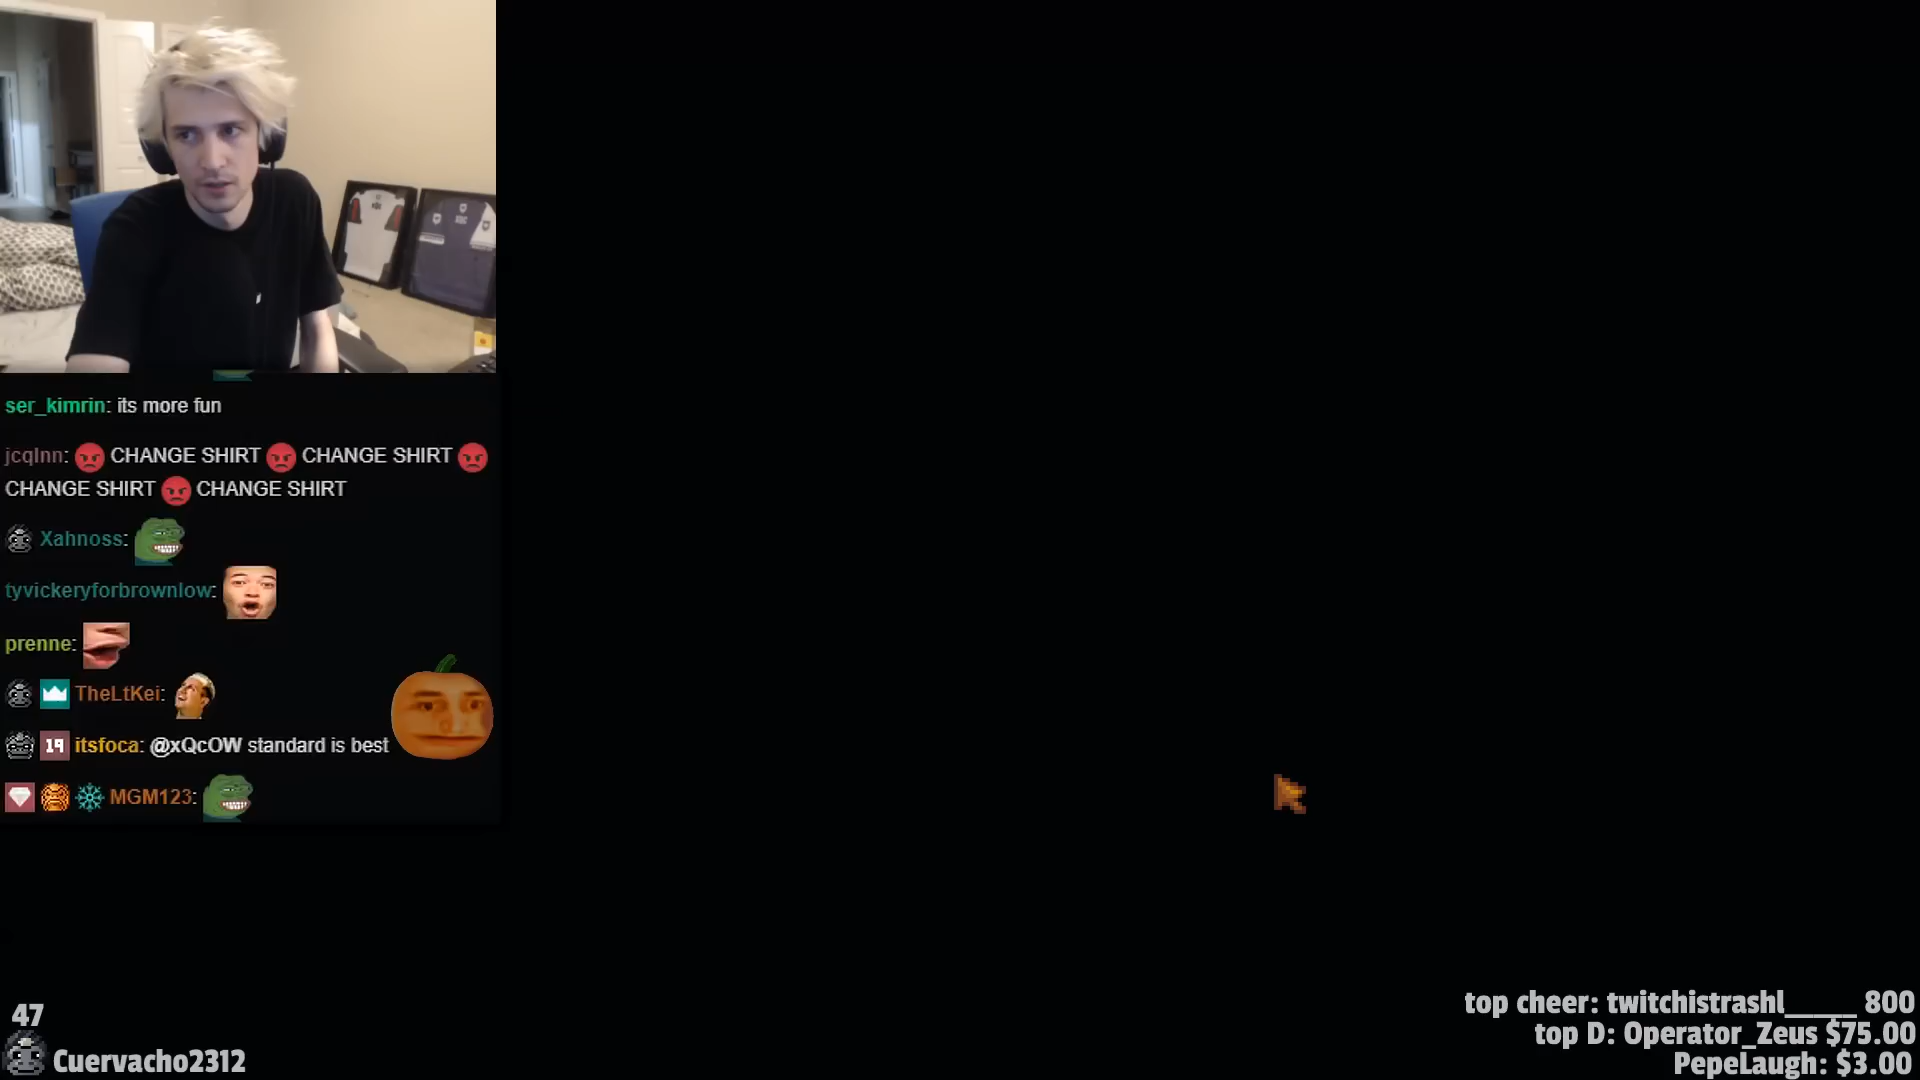 ser_kimrin: its more fun
jcqlnn: CHANGE SHIRT CHANGE SHIRT
CHANGE SHIRT CHANGE SHIRT
Xahnoss:
tyvickeryforbrownlow:
prenne:
TheLtKei:
19 itsfoca: @xQcOW standard is best
MGM123:
47
Cuervacho2312
top cheer: twitchistrashl_____ 800
top D: Operator_Zeus $75.00
PepeLaugh: $3.00